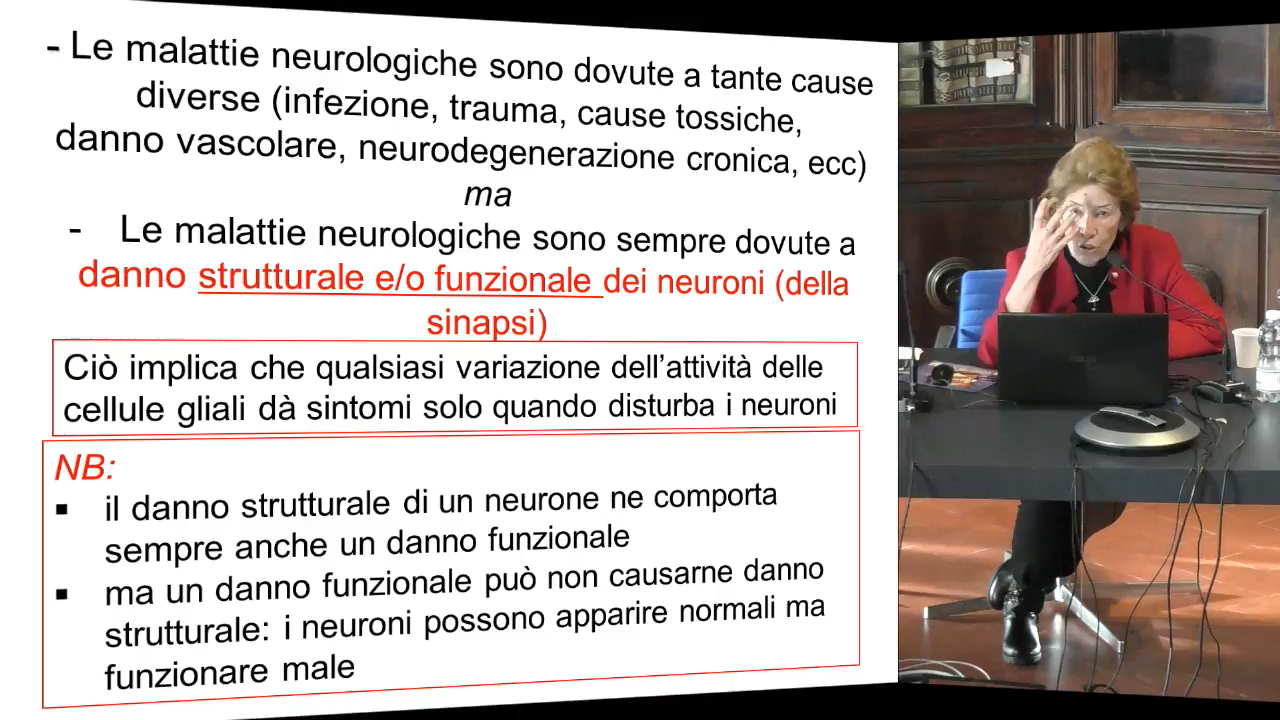 - Le malattie neurologiche sono dovute a tante cause
diverse (infezione, trauma, cause tossiche,
danno vascolare, neurodegenerazione cronica, ecc)
ma
- Le malattie neurologiche sono sempre dovute a
danno strutturale e/o funzionale dei neuroni (della
sinapsi)
Ciò implica che qualsiasi variazione dell'attività delle
cellule gliali dà sintomi solo quando disturba i neuroni
NB:
▪ il danno strutturale di un neurone ne comporta
sempre anche un danno funzionale
▪ ma un danno funzionale può non causarne danno
strutturale: i neuroni possono apparire normali ma
funzionare male